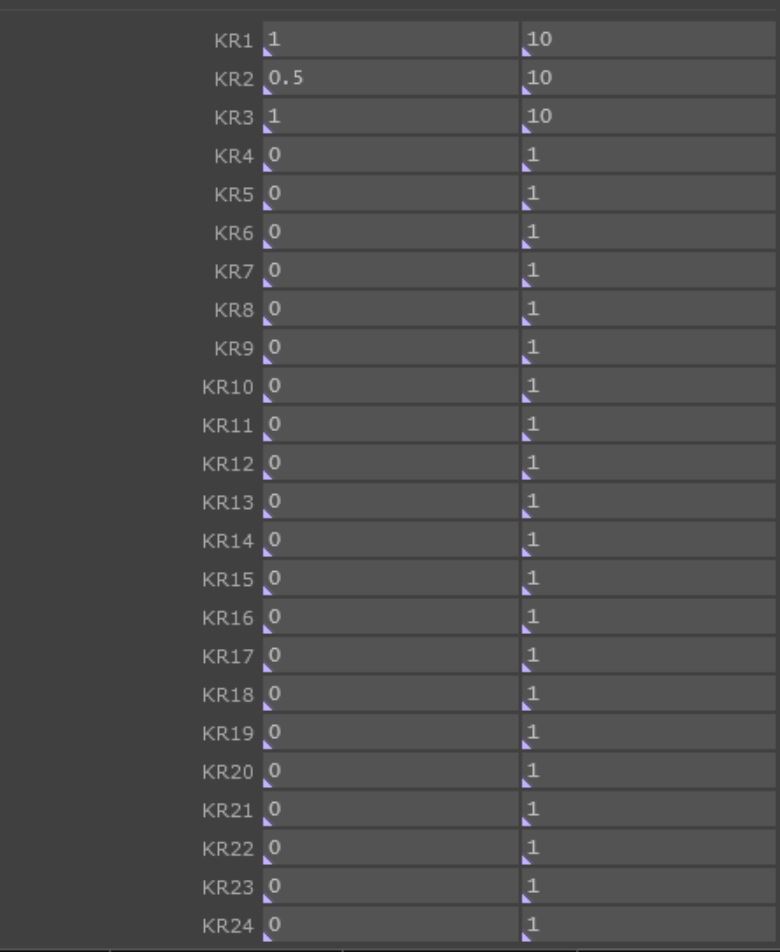 KR1 1 10
KR2 0.5 10
KR3 1 10
KR4 0 1
KR5 0 1
KR6 0 1
KR7 0 1
KR8 0 1
KR9 0 1
KR10 0 1
KR11 0 1
KR12 0 1
KR13 0 1
KR14 0 1
KR15 0 1
KR16 0 1
KR17 0 1
KR18 0 1
KR19 0 1
KR20 0 1
KR21 0 1
KR22 0 1
KR23 0 1
KR24 0 1